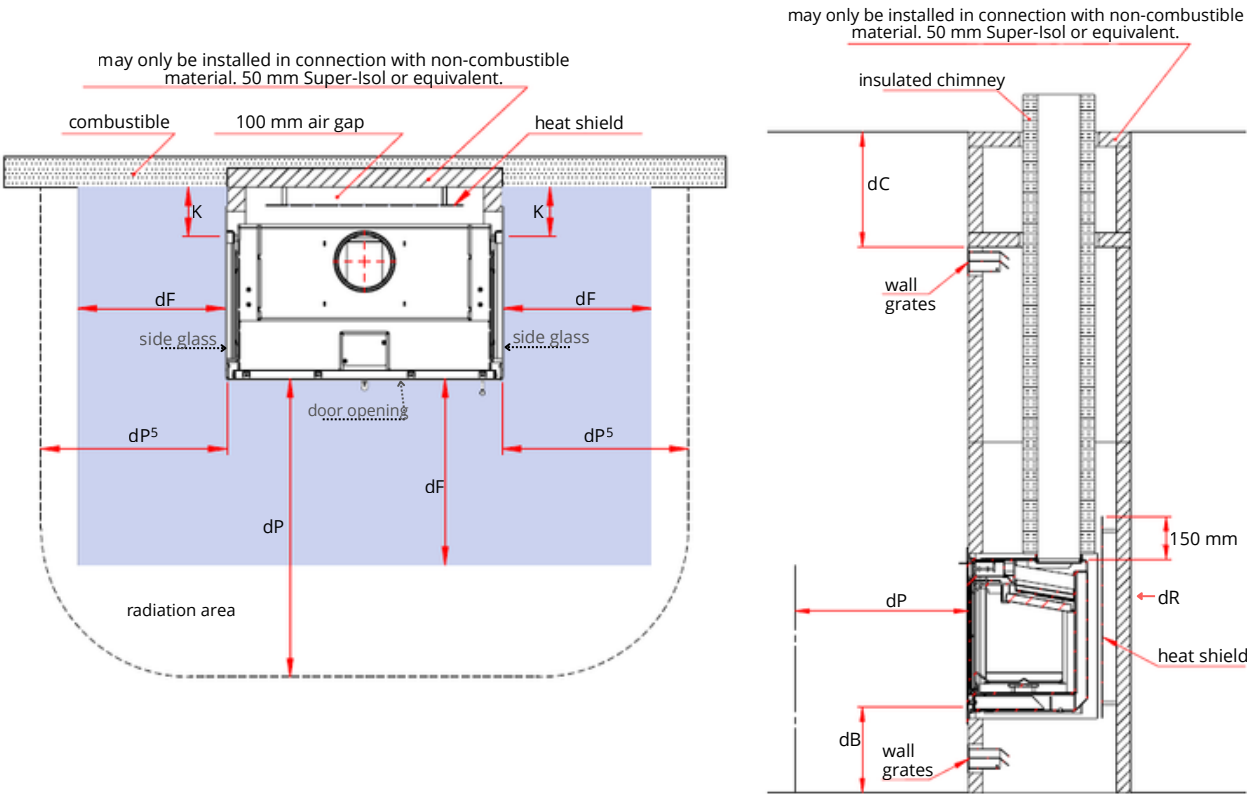 may only be installed in connection with non-combustible
material. 50 mm Super-Isol or equivalent.
combustible
100 mm air gap
heat shield
K
K
dF
dF
side glass
side glass
door opening
dP⁵
dP⁵
dF
dP
radiation area
may only be installed in connection with non-combustible
material. 50 mm Super-Isol or equivalent.
insulated chimney
dC
wall
grates
150 mm
dP
dR
heat shield
dB
wall
grates